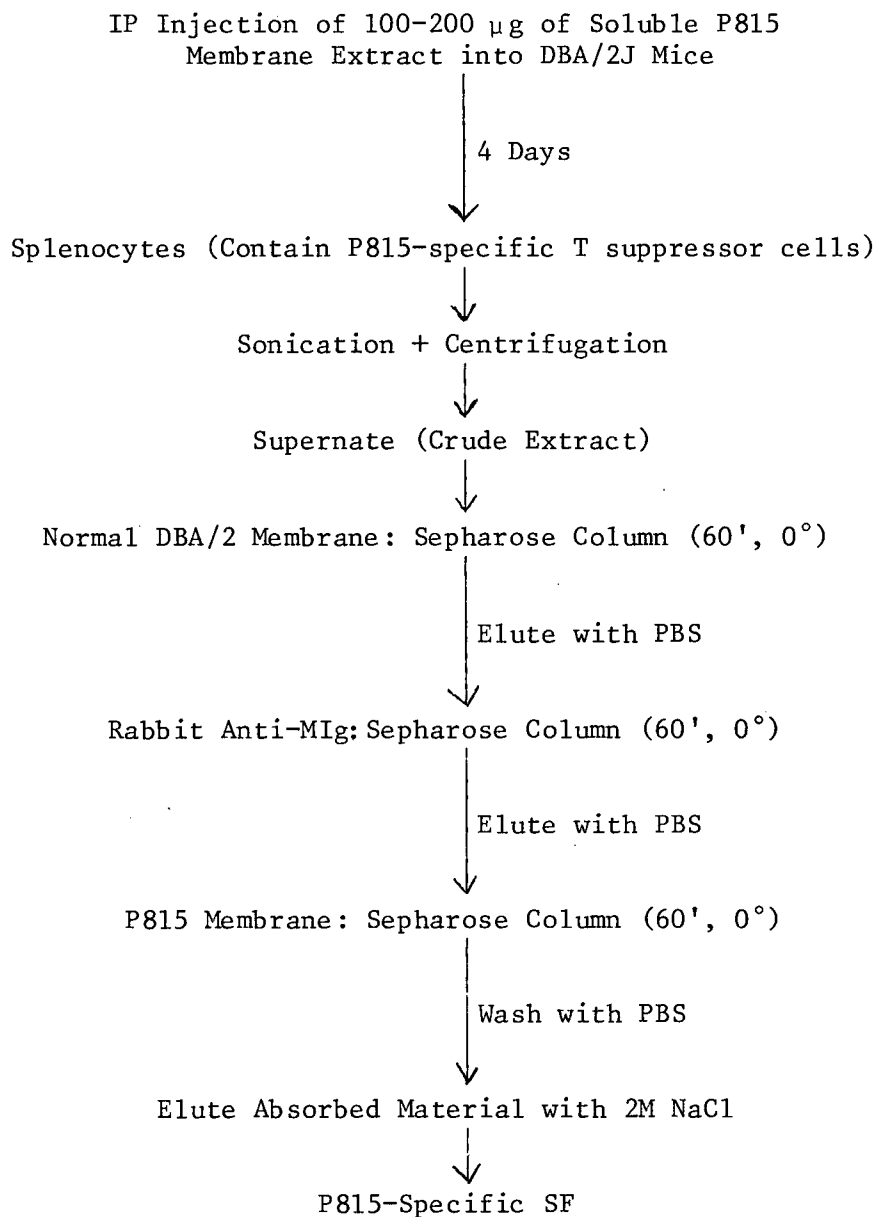 IP Injection of 100-200 μg of Soluble P815
Membrane Extract into DBA/2J Mice
4 Days
Splenocytes (Contain P815-specific T suppressor cells)
Sonication + Centrifugation
Supernate (Crude Extract)
Normal DBA/2 Membrane: Sepharose Column (60', 0°)
Elute with PBS
Rabbit Anti-MIg: Sepharose Column (60', 0°)
Elute with PBS
P815 Membrane: Sepharose Column (60', 0°)
Wash with PBS
Elute Absorbed Material with 2M NaCl
P815-Specific SF